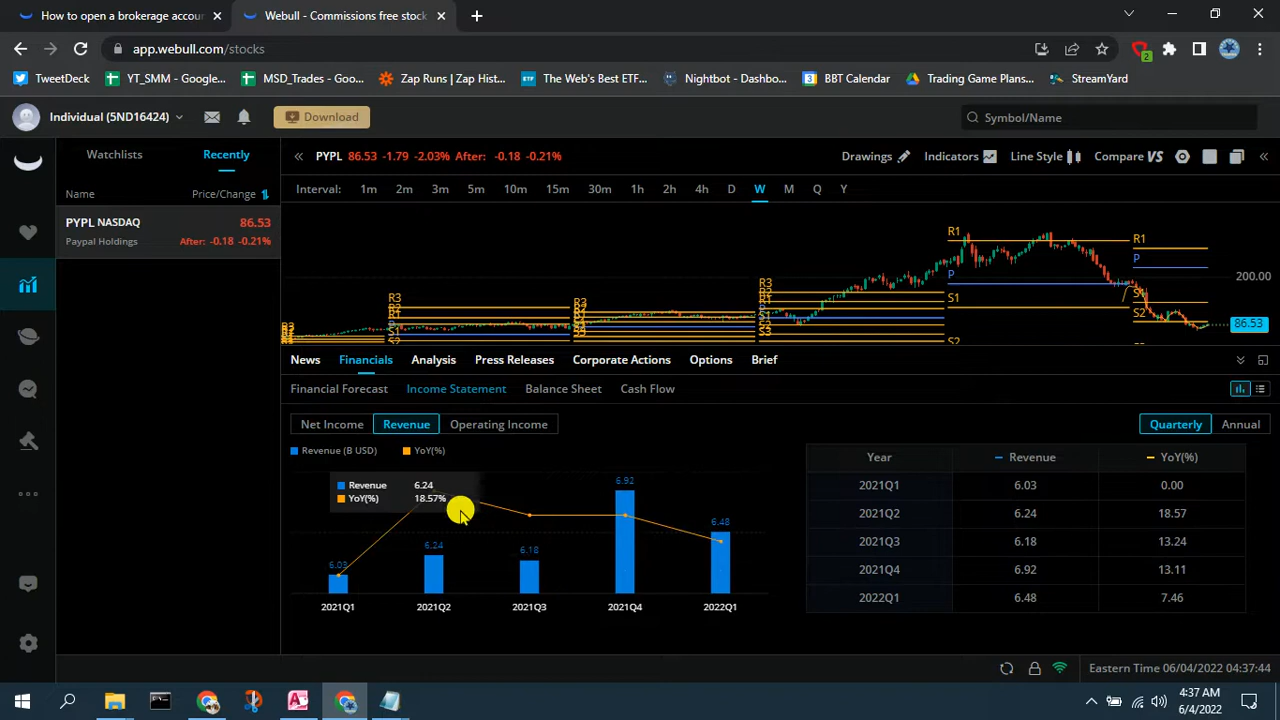 How to open a brokerage accour
Webull - Commissions free stock
app.webull.com/stocks
2
TweetDeck
YT_SMM - Google...
MSD_Trades - Goo...
Zap Runs | Zap Hist...
ETF
The Web's Best ETF...
Nightbot - Dashbo...
3
BBT Calendar
Trading Game Plans...
StreamYard
Individual (5ND16424)
Download
Symbol/Name
Watchlists
Recently
Name
Price/Change
PYPL NASDAQ
86.53
Paypal Holdings
After: -0.18 -0.21%
PYPL 86.53 -1.79 -2.03% After: -0.18 -0.21%
Drawings
Indicators
Line Style
Compare VS
Interval: 1m 2m 3m 5m 10m 15m 30m 1h 2h 4h D W M Q Y
R1
R1
P
P
200.00
R3
R3
R3
S1
S1
S2
86.53
S2
News
Financials
Analysis
Press Releases
Corporate Actions
Options
Brief
Financial Forecast
Income Statement
Balance Sheet
Cash Flow
Net Income
Revenue
Operating Income
Quarterly
Annual
Revenue (B USD)
YoY(%)
Revenue 6.24
YoY(%) 18.57%
6.03
6.24
6.18
6.92
6.48
2021Q1
2021Q2
2021Q3
2021Q4
2022Q1
Year Revenue YoY(%)
2021Q1 6.03 0.00
2021Q2 6.24 18.57
2021Q3 6.18 13.24
2021Q4 6.92 13.11
2022Q1 6.48 7.46
Eastern Time 06/04/2022 04:37:44
4:37 AM
6/4/2022